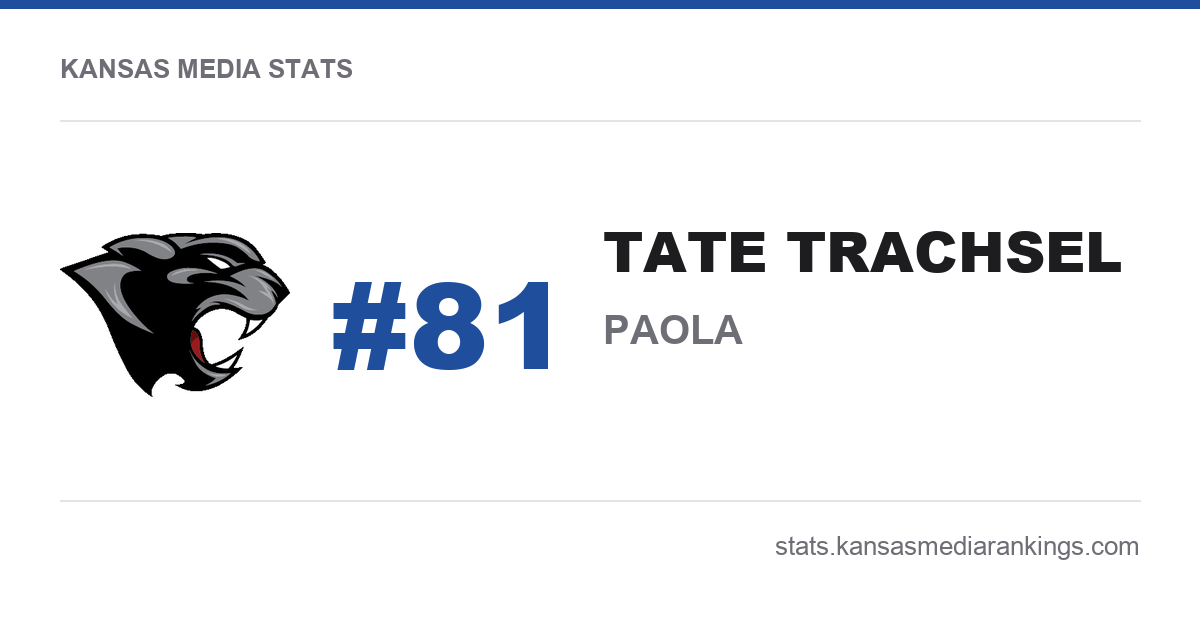 KANSAS MEDIA STATS
#81
TATE TRACHSEL
PAOLA
stats.kansasmediarankings.com